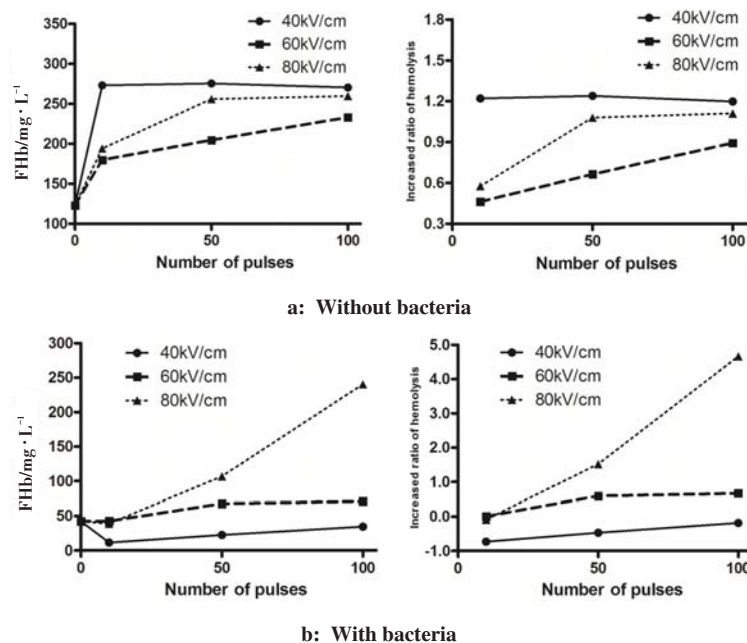 FHb/mg · L⁻¹
350
300
250
200
150
100
0
50
100
Number of pulses
40kV/cm
60kV/cm
80kV/cm
Increased ratio of hemolysis
1.8
1.5
1.2
0.9
0.6
0.3
0
50
100
Number of pulses
40kV/cm
60kV/cm
80kV/cm
a: Without bacteria
FHb/mg · L⁻¹
300
250
200
150
100
50
0
0
50
100
Number of pulses
40kV/cm
60kV/cm
80kV/cm
Increased ratio of hemolysis
5.0
4.0
3.0
2.0
1.0
0.0
-1.0
0
50
100
Number of pulses
40kV/cm
60kV/cm
80kV/cm
b: With bacteria